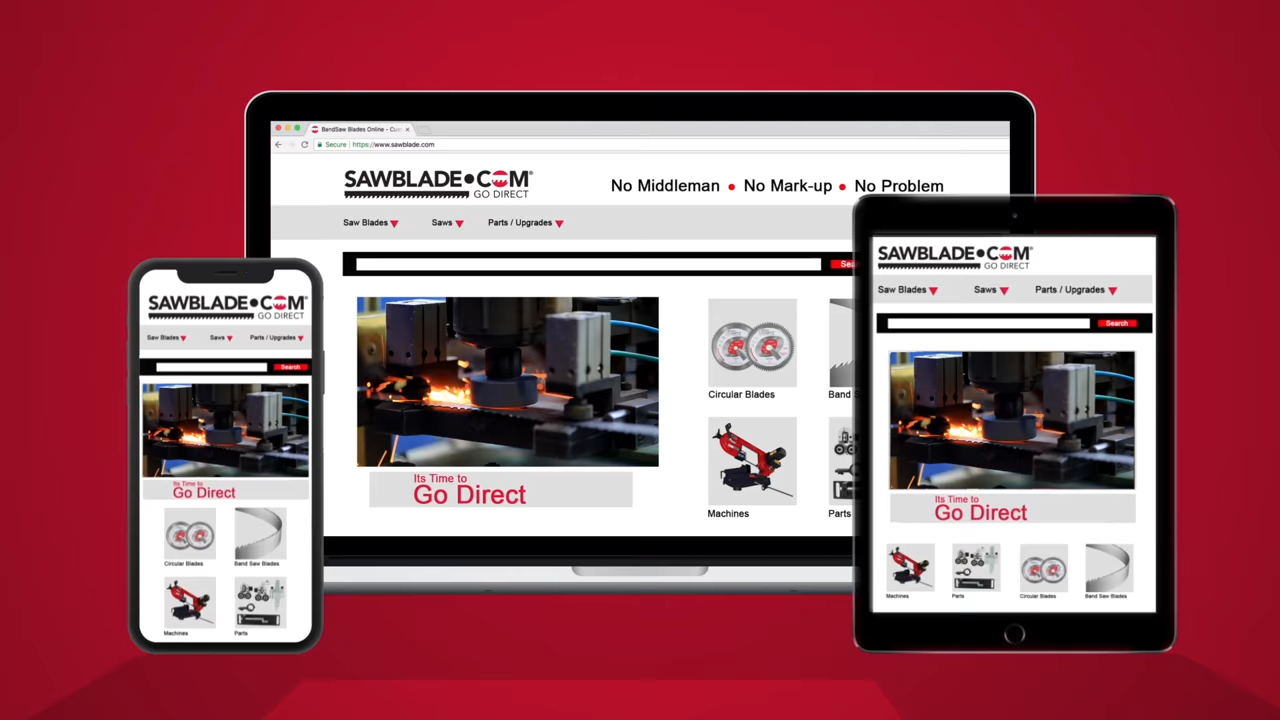 BandSaw Blades Online - Cus
Secure https://www.sawblade.com
SAWBLADE•COM®
GO DIRECT
No Middleman • No Mark-up • No Problem
Saw Blades Saws Parts / Upgrades
Sea
Its Time to
Go Direct
Circular Blades
Band S
Machines
Parts
SAWBLADE•COM®
GO DIRECT
Saw Blades Saws Parts / Upgrades
Search
Its Time to
Go Direct
Circular Blades Band Saw Blades
Machines Parts
SAWBLADE•COM®
GO DIRECT
Saw Blades Saws Parts / Upgrades
Search
Its Time to
Go Direct
Machines Parts Circular Blades Band Saw Blades